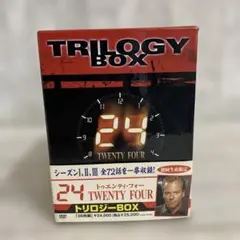 TRILOGY
BOX
24
TWENTY FOUR
シーズンⅠ,Ⅱ,Ⅲ 全72話を一挙収録!
トゥエンティ・フォー
24 TWENTY FOUR
トリロジーBOX
DVD